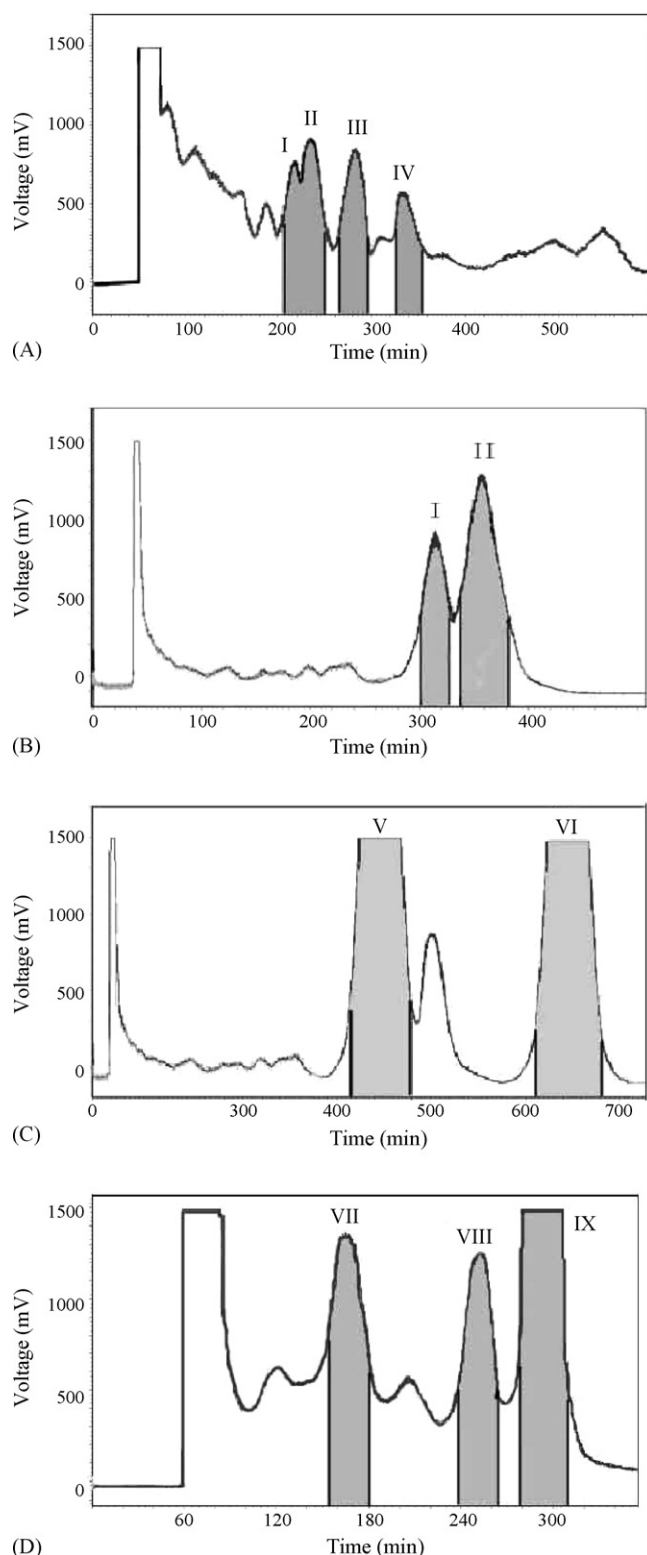 1500
1000
500
0
Voltage (mV)
I
II
III
IV
0 100 200 300 400 500
Time (min)
(A)
1500
1000
500
0
Voltage (mV)
I
II
0 100 200 300 400
Time (min)
(B)
1500
1000
500
0
Voltage (mV)
V
VI
0 300 400 500 600 700
Time (min)
(C)
1500
1000
500
0
Voltage (mV)
VII
VIII
IX
60 120 180 240 300
Time (min)
(D)